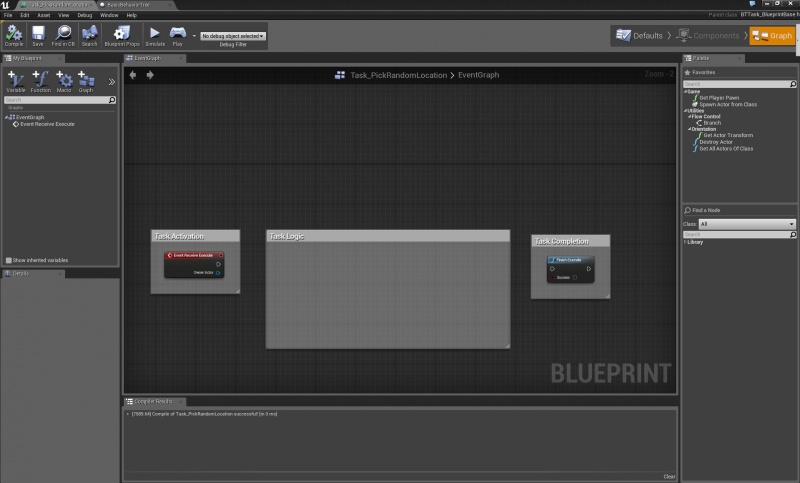 Task_PickRandomLocation
BasicBehaviorTree
File Edit Asset View Debug Window Help
Parent class: BTTask_BlueprintBase
Compile
Save
Find in CB
Search
Blueprint Props
Simulate
Play
No debug object selected
Debug Filter
Defaults
Components
Graph
My Blueprint
Variable
Function
Macro
Graph
Search
Graphs
EventGraph
Event Receive Execute
Show inherited variables
Details
EventGraph
Task_PickRandomLocation > EventGraph
Zoom -2
Task Activation
Event Receive Execute
Owner Actor
Task Logic
Task Completion
Finish Execute
Success
BLUEPRINT
Compiler Results
[7585.64] Compile of Task_PickRandomLocation successful! [in 0 ms]
Clear
Palette
Favorites
Search
Game
Get Player Pawn
Spawn Actor from Class
Utilities
Flow Control
Branch
Orientation
Get Actor Transform
Destroy Actor
Get All Actors Of Class
Find a Node
Class: All
Search
Library